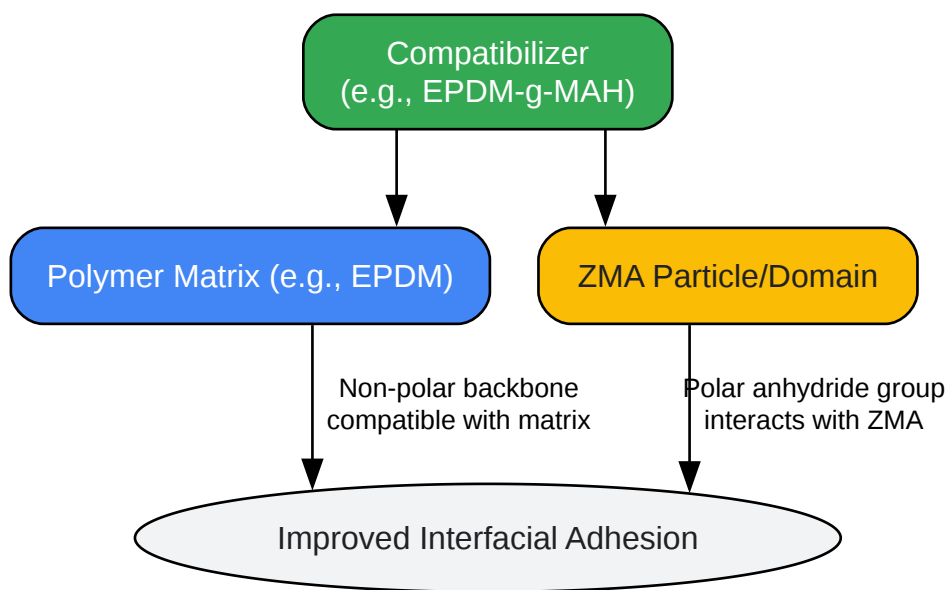 Compatibilizer
(e.g., EPDM-g-MAH)
Polymer Matrix (e.g., EPDM)
ZMA Particle/Domain
Non-polar backbone
compatible with matrix
Polar anhydride group
interacts with ZMA
Improved Interfacial Adhesion